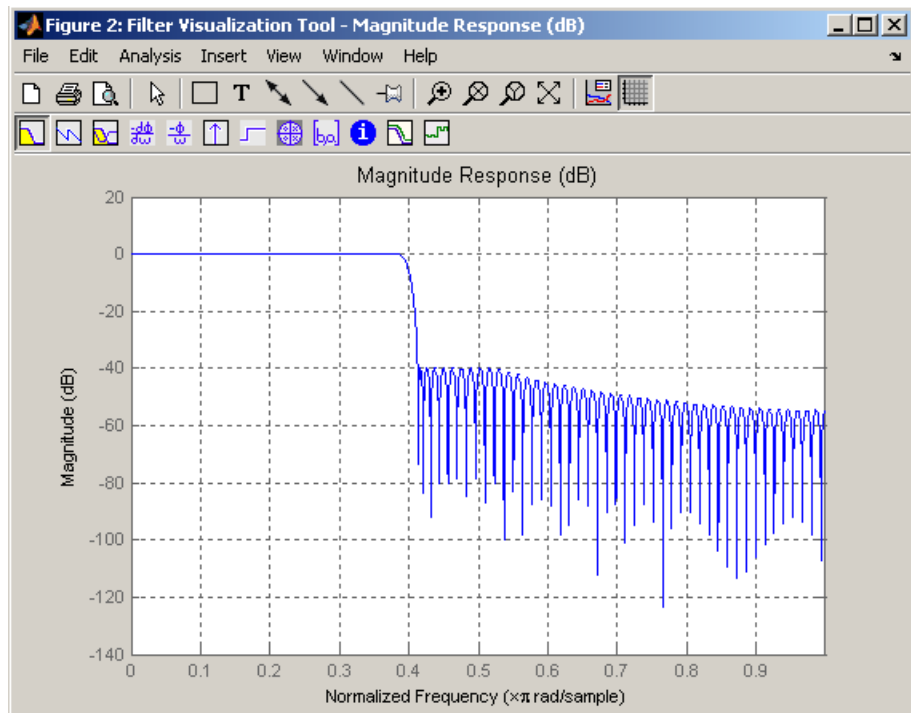 Figure 2: Filter Visualization Tool - Magnitude Response (dB)
File Edit Analysis Insert View Window Help
T
Magnitude Response (dB)
20
0
-20
-40
-60
-80
-100
-120
-140
Magnitude (dB)
0 0.1 0.2 0.3 0.4 0.5 0.6 0.7 0.8 0.9
Normalized Frequency (×π rad/sample)